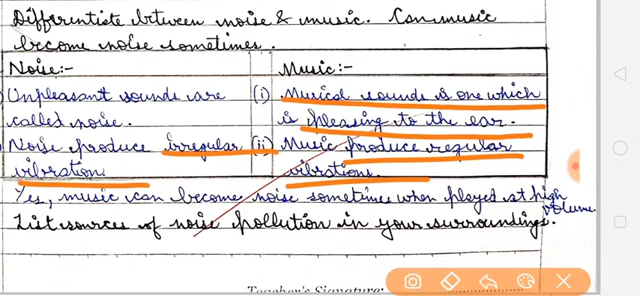 Differentiate between noise & music. Can music
become noise sometimes.
Noise:- Music:-
Unpleasant sounds are (i) Musical sounds is one which
called noise. is pleasing to the ear.
Noise produce irregular (ii) Music produce regular
vibration vibrations.
Yes, music can become noise sometimes when played at high volume.
List sources of noise pollution in your surroundings.
Teacher's Signature: